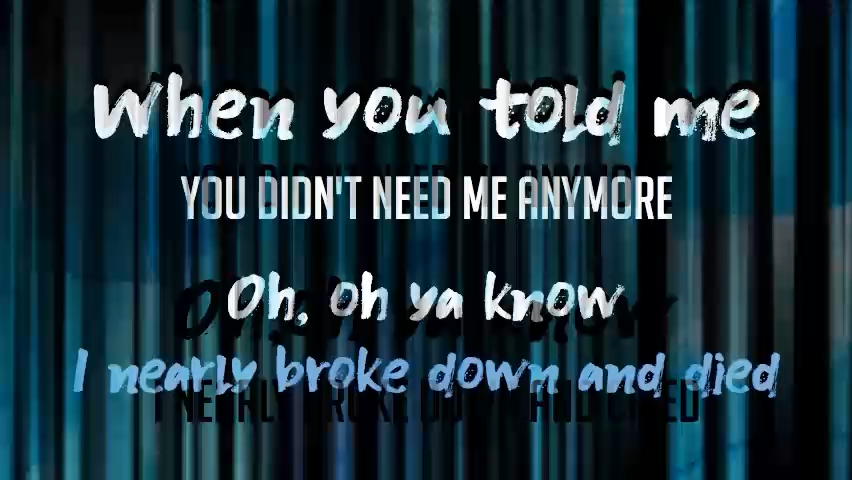 When you told me
YOU DIDN'T NEED ME ANYMORE
Oh, oh ya know
I nearly broke down and died